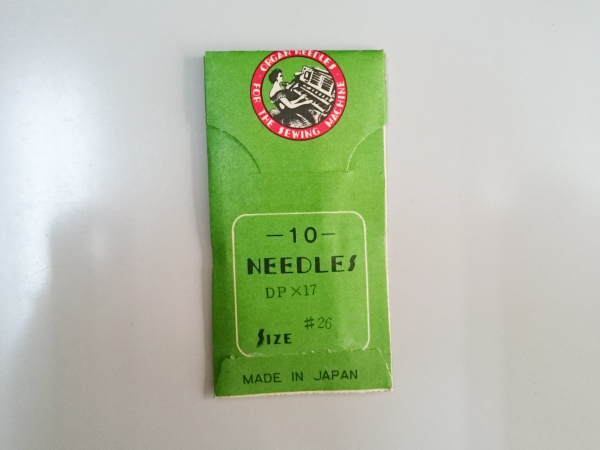 ORGAN NEEDLES
FOR THE SEWING MACHINE
-10-
NEEDLES
DP×17
SIZE #26
MADE IN JAPAN